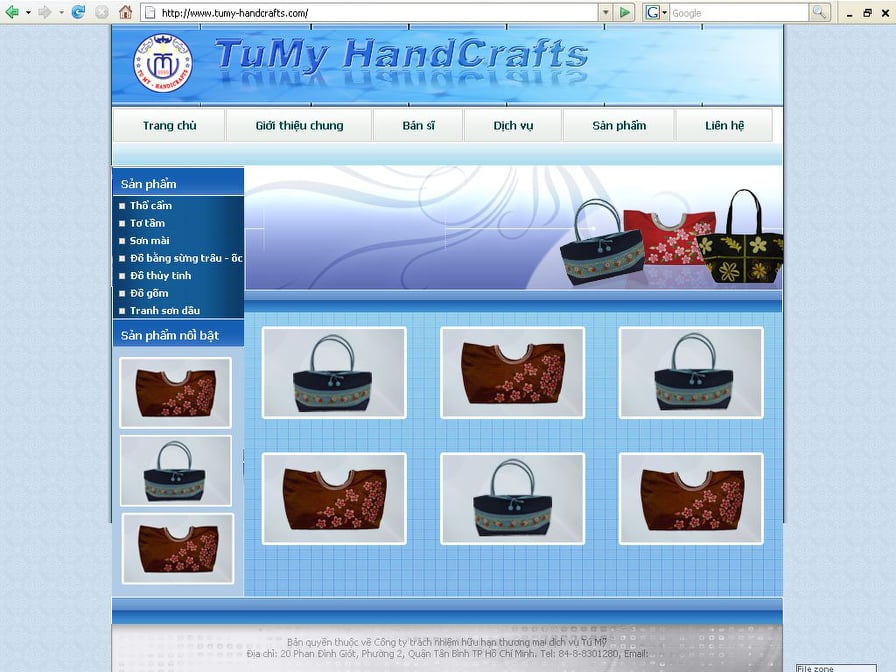 http://www.tumy-handcrafts.com/
Google
TuMy HandCrafts
TU MY - HANDICRAFTS
Trang chủ
Giới thiệu chung
Bán sỉ
Dịch vụ
Sản phẩm
Liên hệ
Sản phẩm
Thổ cẩm
Tơ tằm
Sơn mài
Đồ bằng sừng trâu - ốc
Đồ thủy tinh
Đồ gốm
Tranh sơn dầu
Sản phẩm nổi bật
Bản quyền thuộc về Công ty trách nhiệm hữu hạn thương mại dịch vụ Tú Mỹ
Địa chỉ: 20 Phan Đình Giót, Phường 2, Quận Tân Bình TP Hồ Chí Minh. Tel: 84-8-8301280, Email:
File zone